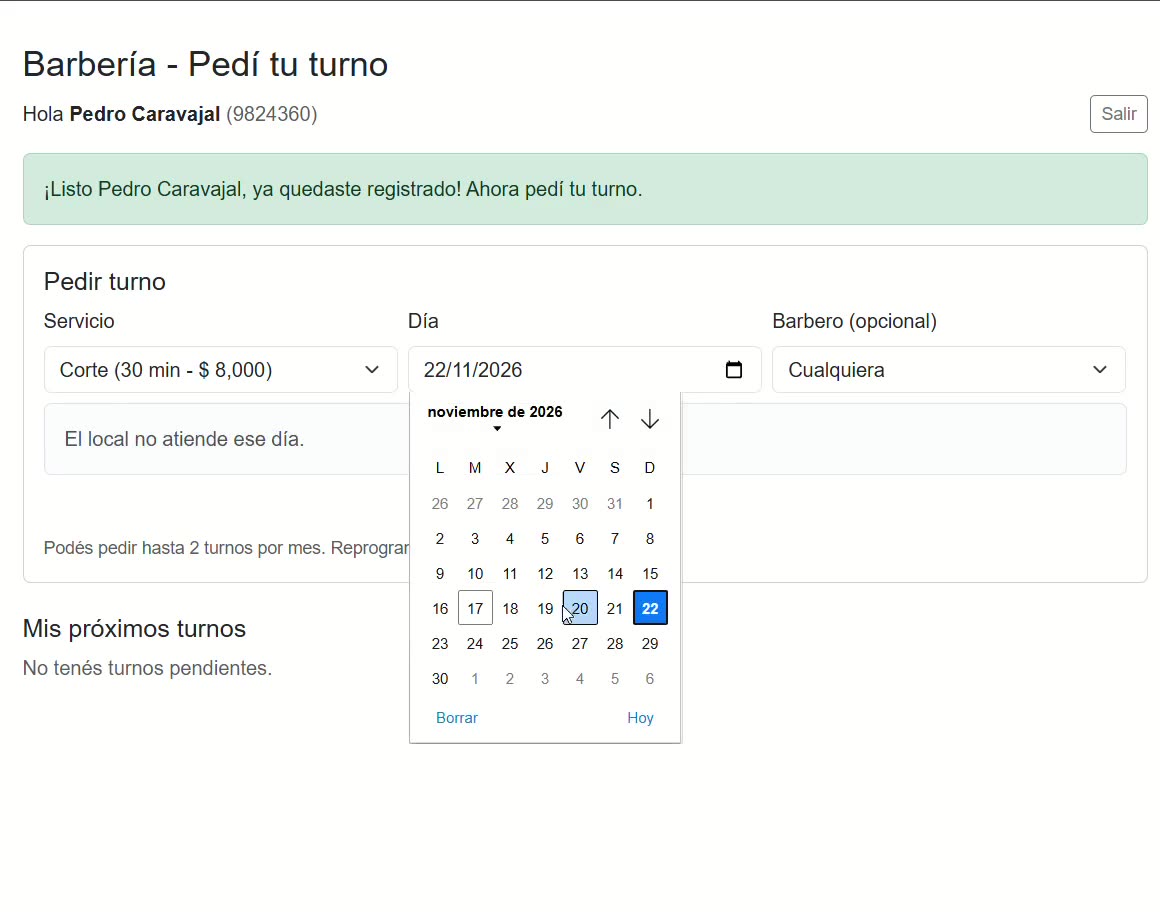 Barbería - Pedí tu turno
Hola Pedro Caravajal (9824360)
Salir
¡Listo Pedro Caravajal, ya quedaste registrado! Ahora pedí tu turno.
Pedir turno
Servicio Día Barbero (opcional)
Corte (30 min - $ 8,000) 22/11/2026 Cualquiera
El local no atiende ese día.
noviembre de 2026
L M X J V S D
26 27 28 29 30 31 1
2 3 4 5 6 7 8
9 10 11 12 13 14 15
16 17 18 19 20 21 22
23 24 25 26 27 28 29
30 1 2 3 4 5 6
Borrar Hoy
Podés pedir hasta 2 turnos por mes.
Mis próximos turnos
No tenés turnos pendientes.